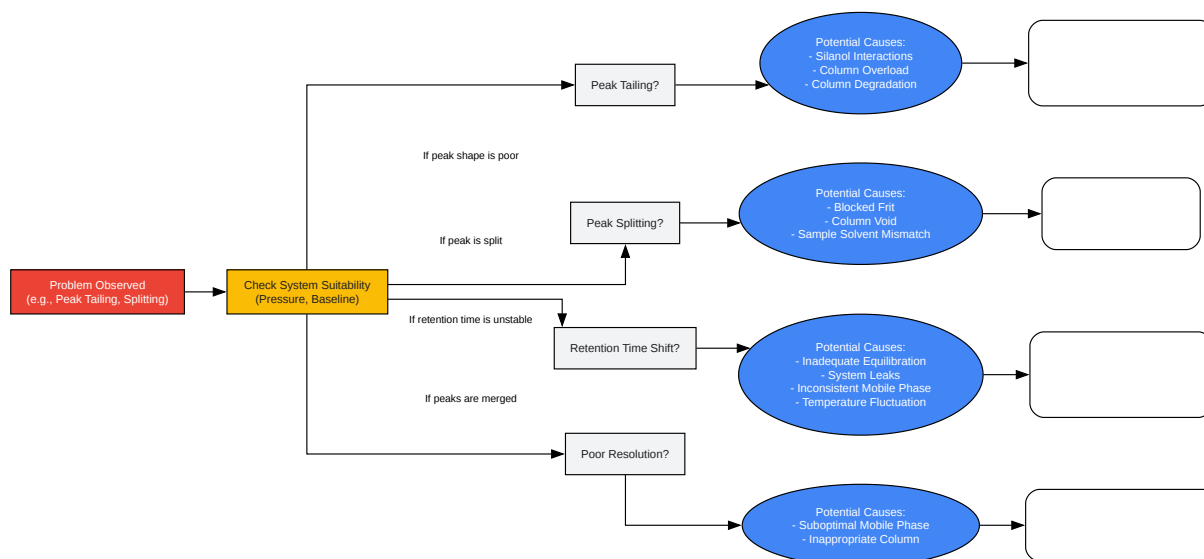 Problem Observed
(e.g., Peak Tailing, Splitting)
Check System Suitability
(Pressure, Baseline)
If peak shape is poor
Peak Tailing?
Potential Causes:
- Silanol Interactions
- Column Overload
- Column Degradation
If peak is split
Peak Splitting?
Potential Causes:
- Blocked Frit
- Column Void
- Sample Solvent Mismatch
If retention time is unstable
Retention Time Shift?
Potential Causes:
- Inadequate Equilibration
- System Leaks
- Inconsistent Mobile Phase
- Temperature Fluctuation
If peaks are merged
Poor Resolution?
Potential Causes:
- Suboptimal Mobile Phase
- Inappropriate Column